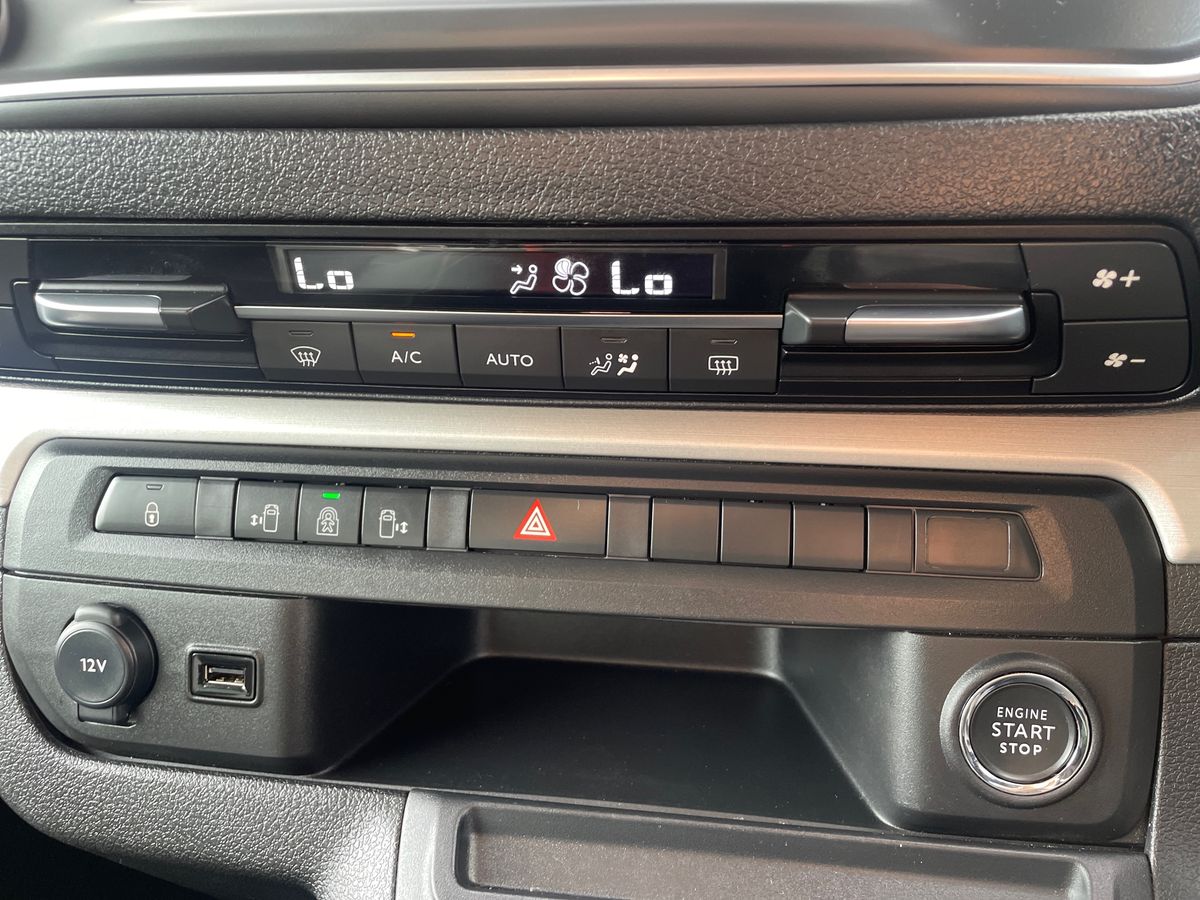 Lo Lo
A/C AUTO
12V
ENGINE
START
STOP